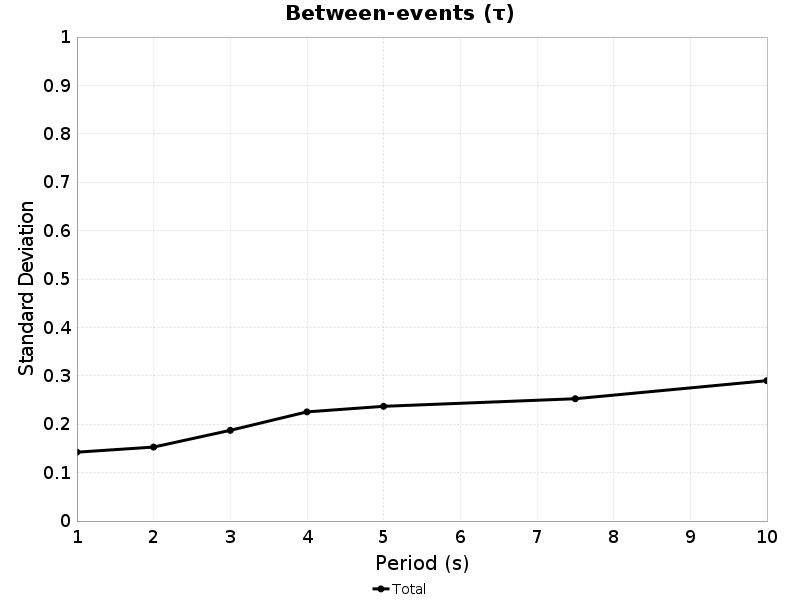 Between-events (τ)
1
0.9
0.8
0.7
0.6
0.5
0.4
0.3
0.2
0.1
0
Standard Deviation
1 2 3 4 5 6 7 8 9 10
Period (s)
Total